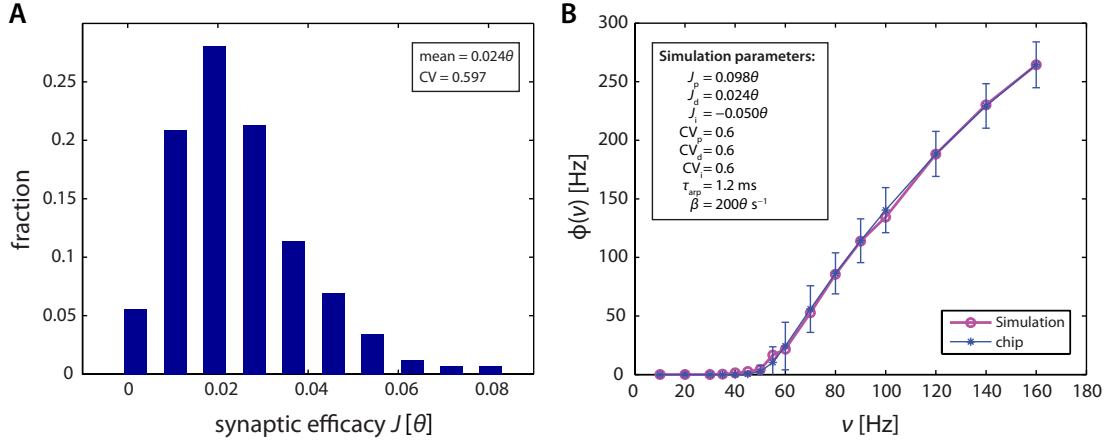 A
mean = 0.024θ
CV = 0.597
0.25
0.2
0.15
0.1
0.05
0
fraction
0
0.02
0.04
0.06
0.08
synaptic efficacy J [θ]
B
300
250
200
150
100
50
0
ϕ(ν) [Hz]
Simulation parameters:
Jp = 0.098θ
Jd = 0.024θ
Ji = −0.050θ
CVp = 0.6
CVd = 0.6
CVi = 0.6
τarp = 1.2 ms
β = 200θ s⁻¹
Simulation
chip
0 20 40 60 80 100 120 140 160 180
ν [Hz]